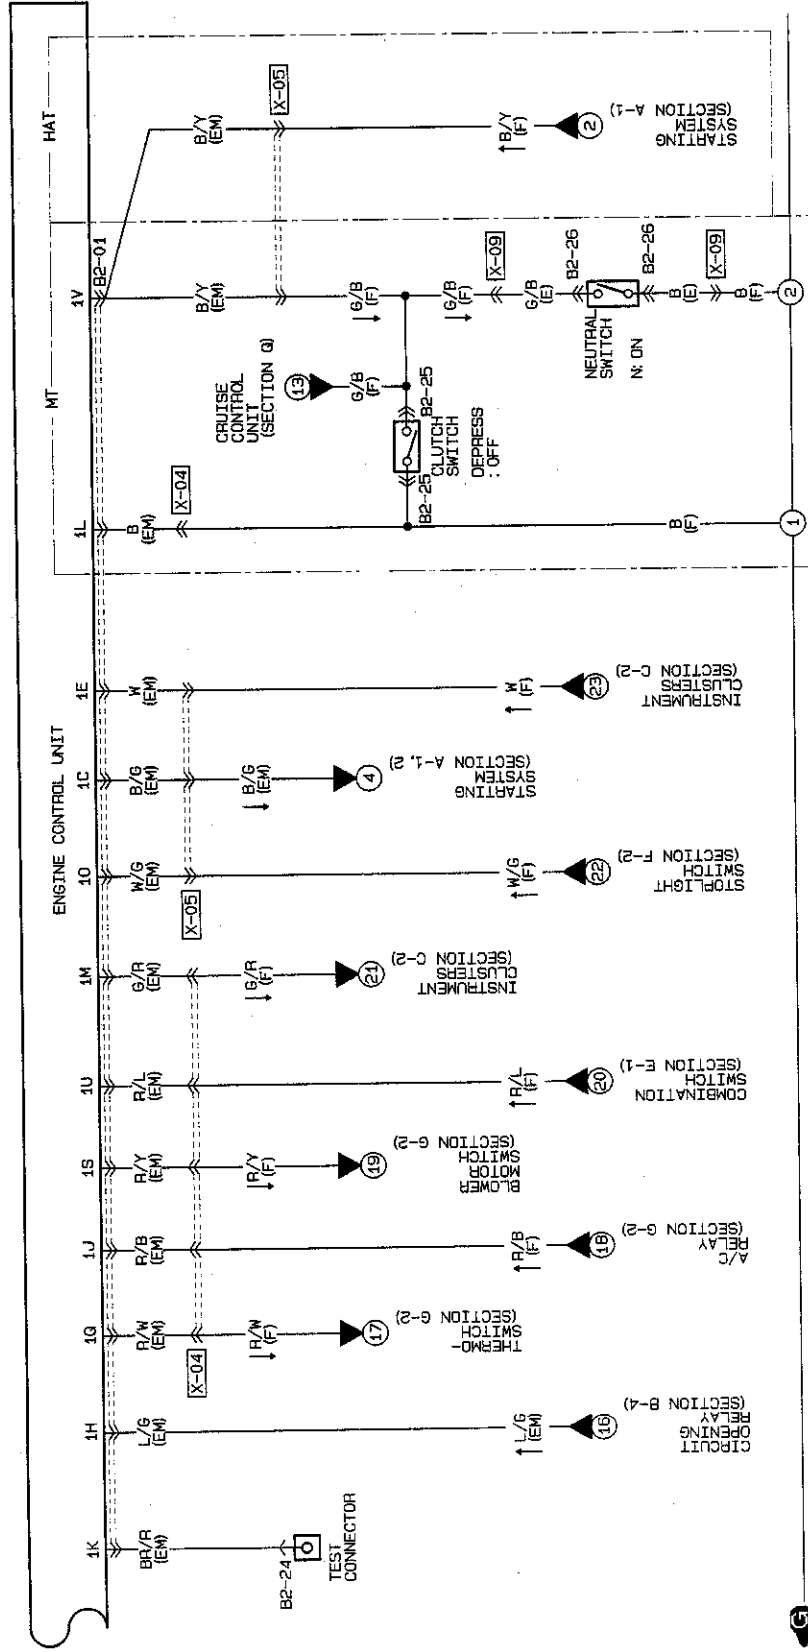 ENGINE CONTROL UNIT
MT
HAT
1K
1H
1Q
1J
1S
1U
1M
1O
1C
1E
1L
1V
B2-01
BR/R
(EM)
L/G
(EM)
R/W
(EM)
R/B
(EM)
R/Y
(EM)
R/L
(EM)
G/R
(EM)
W/G
(EM)
B/G
(EM)
W
(EM)
B
(EM)
B/Y
(EM)
B/Y
(EM)
X-04
X-05
X-04
X-05
B2-24
TEST
CONNECTOR
L/G
(EM)
16
CIRCUIT
OPENING
RELAY
(SECTION B-4)
R/W
(F)
17
THERMO-
SWITCH
(SECTION G-2)
R/B
(F)
18
A/C
RELAY
(SECTION G-2)
R/Y
(F)
19
BLOWER
MOTOR
SWITCH
(SECTION G-2)
R/L
(F)
20
COMBINATION
SWITCH
(SECTION E-1)
G/R
(F)
21
INSTRUMENT
CLUSTERS
(SECTION C-2)
W/G
(F)
22
STOPLIGHT
SWITCH
(SECTION F-2)
B/G
(EM)
4
STARTING
SYSTEM
(SECTION A-1, 2)
W
(F)
23
INSTRUMENT
CLUSTERS
(SECTION C-2)
CRUISE
CONTROL
UNIT
(SECTION Q)
13
G/B
(F)
G/B
(F)
B2-25
B2-25
CLUTCH
SWITCH
DEPRESS
: OFF
G/B
(F)
X-09
G/B
(E)
B2-26
NEUTRAL
SWITCH
N: ON
B2-26
B
(E)
X-09
B
(F)
2
B
(F)
1
B/Y
(F)
2
STARTING
SYSTEM
(SECTION A-1)
G